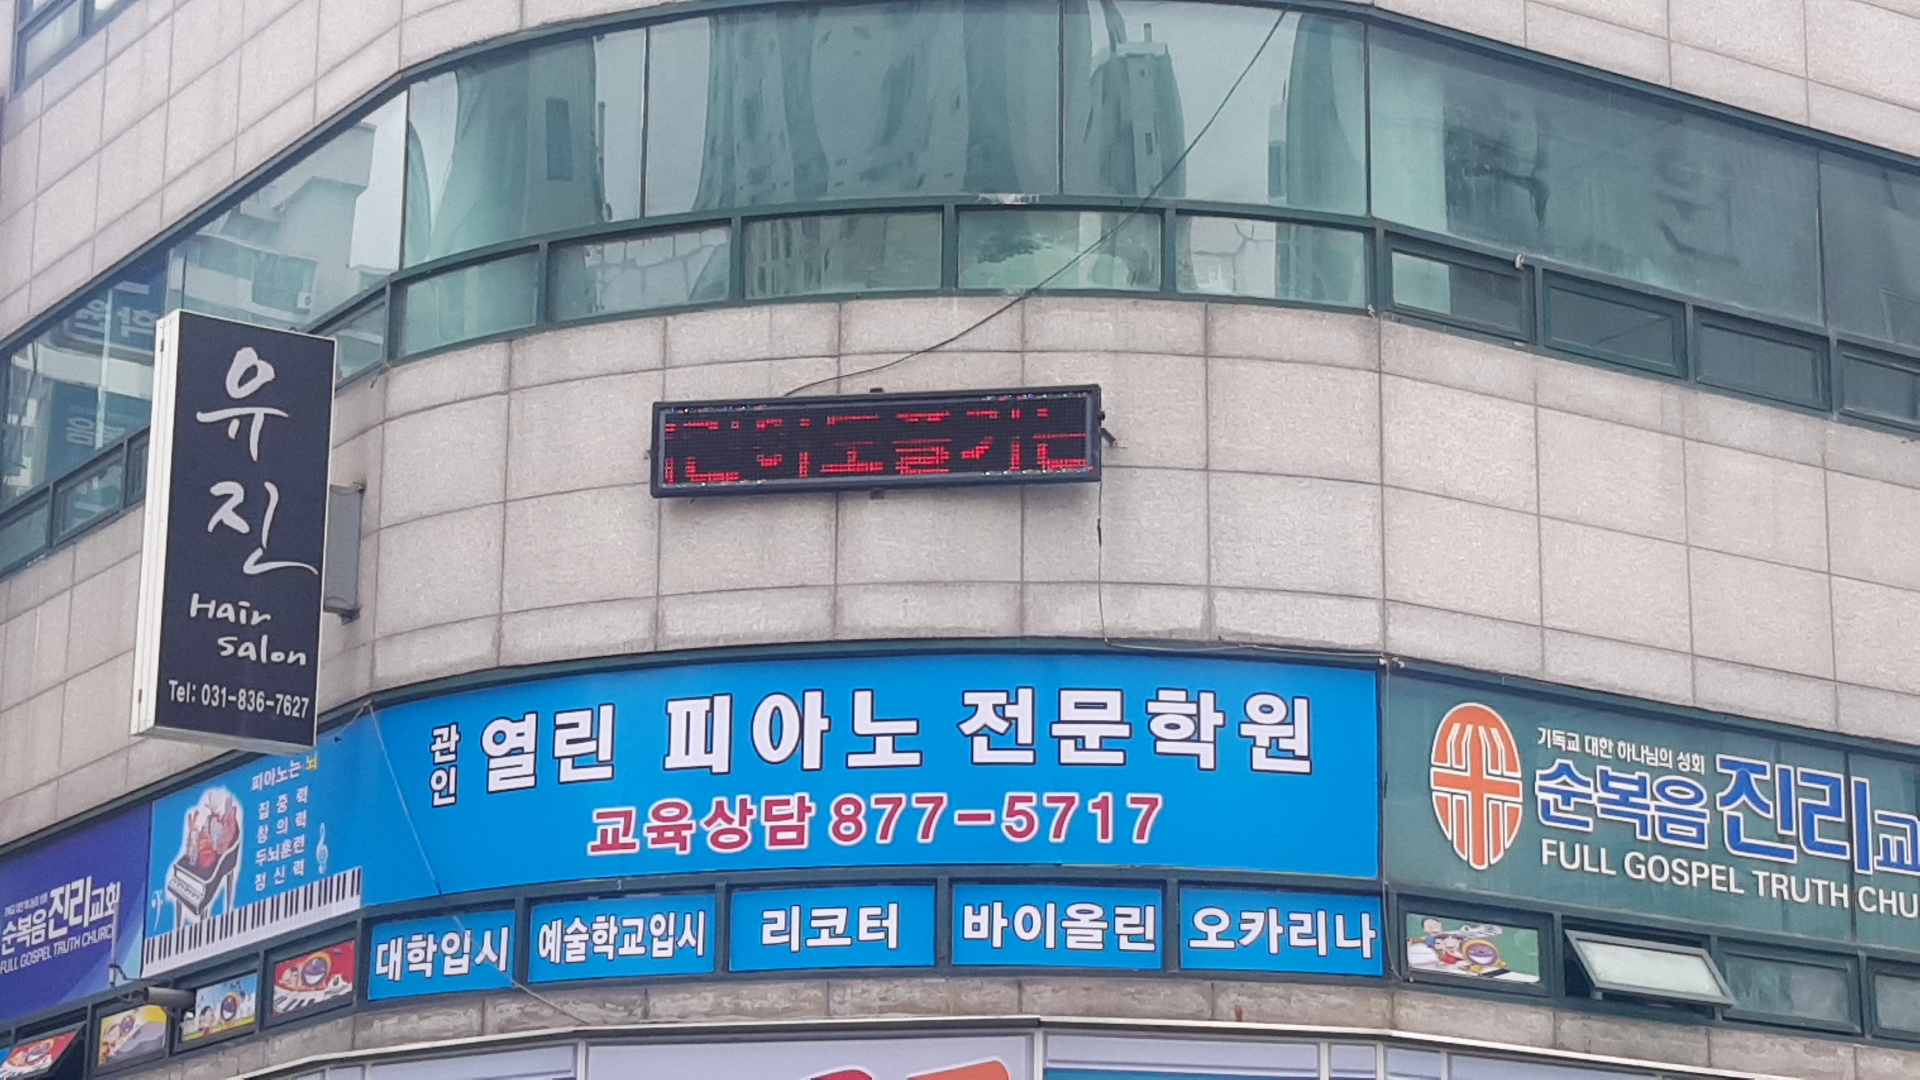 유
진
Hair
salon
Tel: 031-836-7627
관인 열린 피아노 전문학원
교육상담 877-5717
피아노는 뇌
집중력
창의력
두뇌훈련
정신력
대학입시
예술학교입시
리코터
바이올린
오카리나
기독교 대한 하나님의 성회
순복음 진리교
FULL GOSPEL TRUTH CHU
순복음 진리교회
FULL GOSPEL TRUTH CHURC